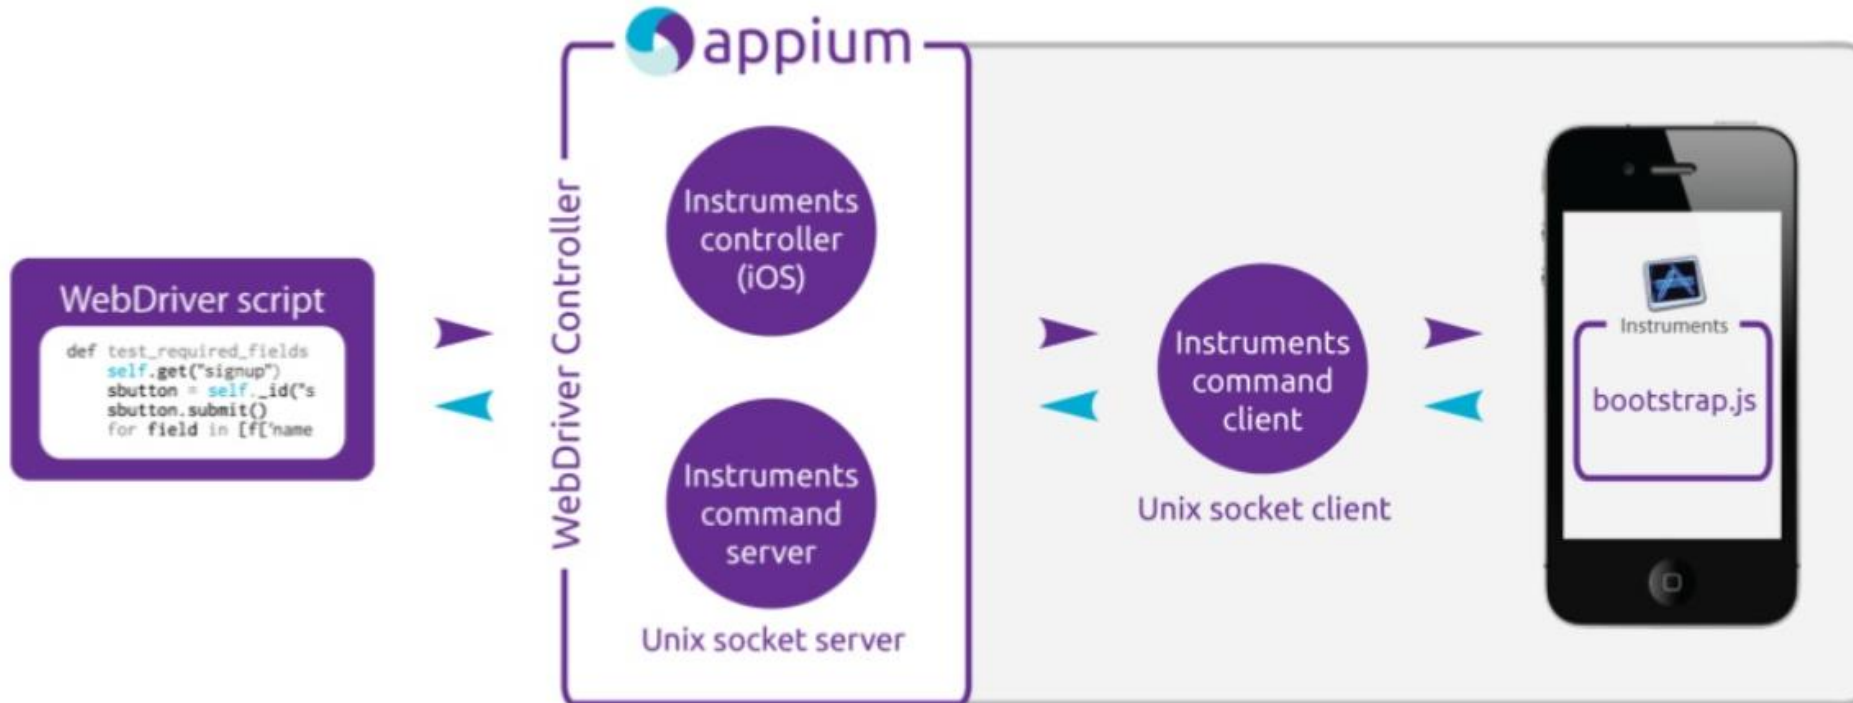 appium
WebDriver script
def test_required_fields
self.get("signup")
sbutton = self._id("s
sbutton.submit()
for field in [f['name
WebDriver Controller
Instruments
controller
(iOS)
Instruments
command
server
Unix socket server
Instruments
command
client
Unix socket client
Instruments
bootstrap.js